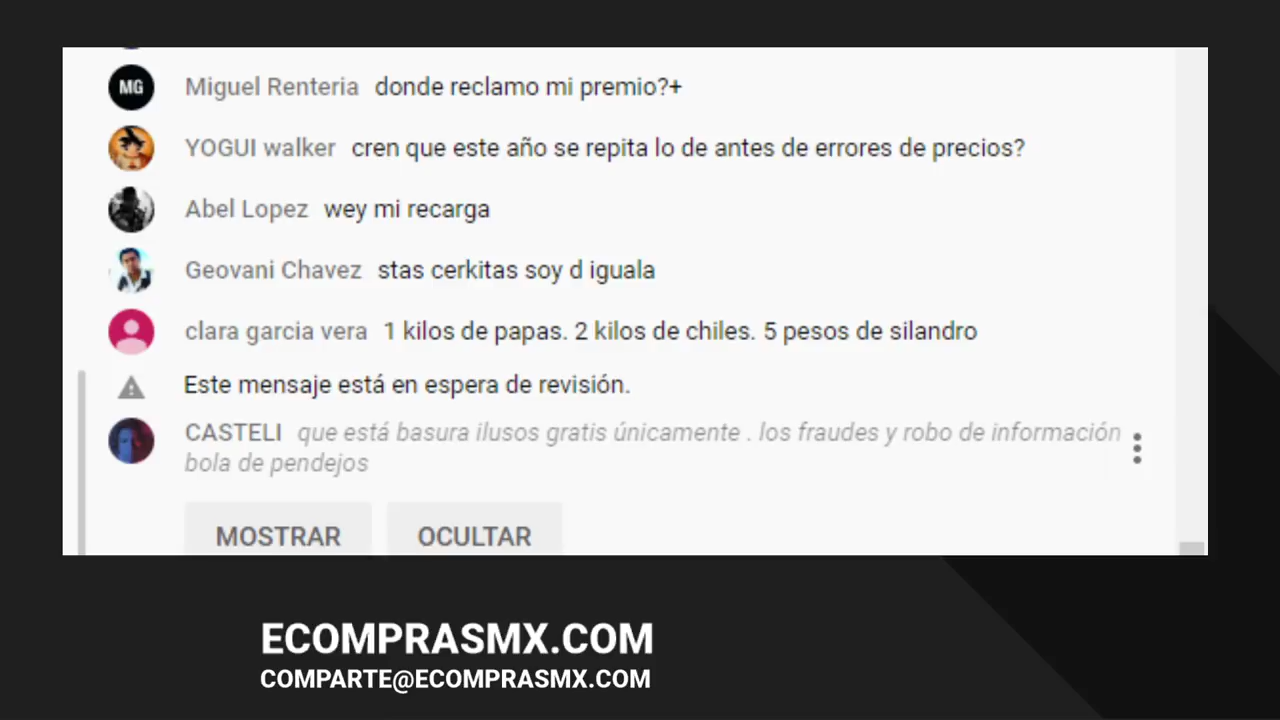 MG Miguel Renteria donde reclamo mi premio?+
YOGUI walker cren que este año se repita lo de antes de errores de precios?
Abel Lopez wey mi recarga
Geovani Chavez stas cerkitas soy d iguala
clara garcia vera 1 kilos de papas. 2 kilos de chiles. 5 pesos de silandro
Este mensaje está en espera de revisión.
CASTELI que está basura ilusos gratis únicamente . los fraudes y robo de información
bola de pendejos
MOSTRAR OCULTAR
ECOMPRASMX.COM
COMPARTE@ECOMPRASMX.COM